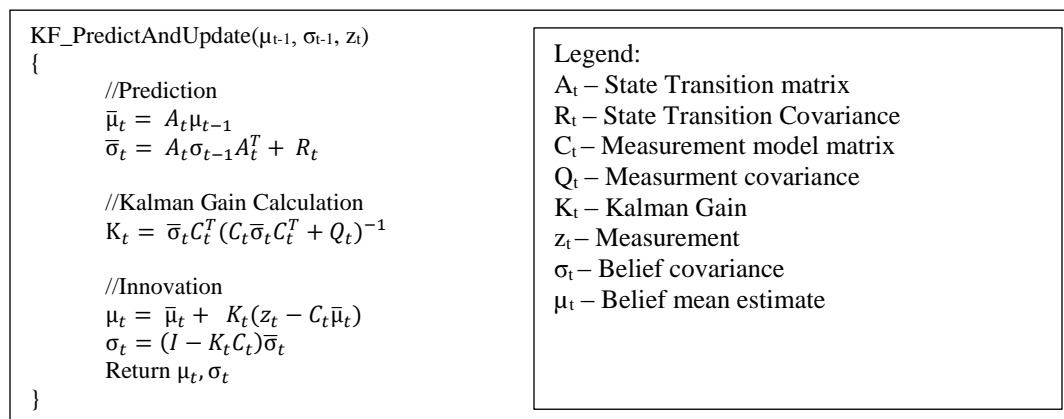 KF_PredictAndUpdate(μₜ₋₁, σₜ₋₁, zₜ)
{
//Prediction
μ̅ₜ = Aₜμₜ₋₁
σ̅ₜ = Aₜσₜ₋₁Aₜᵀ + Rₜ
//Kalman Gain Calculation
Kₜ = σ̅ₜCₜᵀ(Cₜσ̅ₜCₜᵀ + Qₜ)⁻¹
//Innovation
μₜ = μ̅ₜ + Kₜ(zₜ − Cₜμ̅ₜ)
σₜ = (I − KₜCₜ)σ̅ₜ
Return μₜ, σₜ
}
Legend:
Aₜ – State Transition matrix
Rₜ – State Transition Covariance
Cₜ – Measurement model matrix
Qₜ – Measurment covariance
Kₜ – Kalman Gain
zₜ – Measurement
σₜ – Belief covariance
μₜ – Belief mean estimate